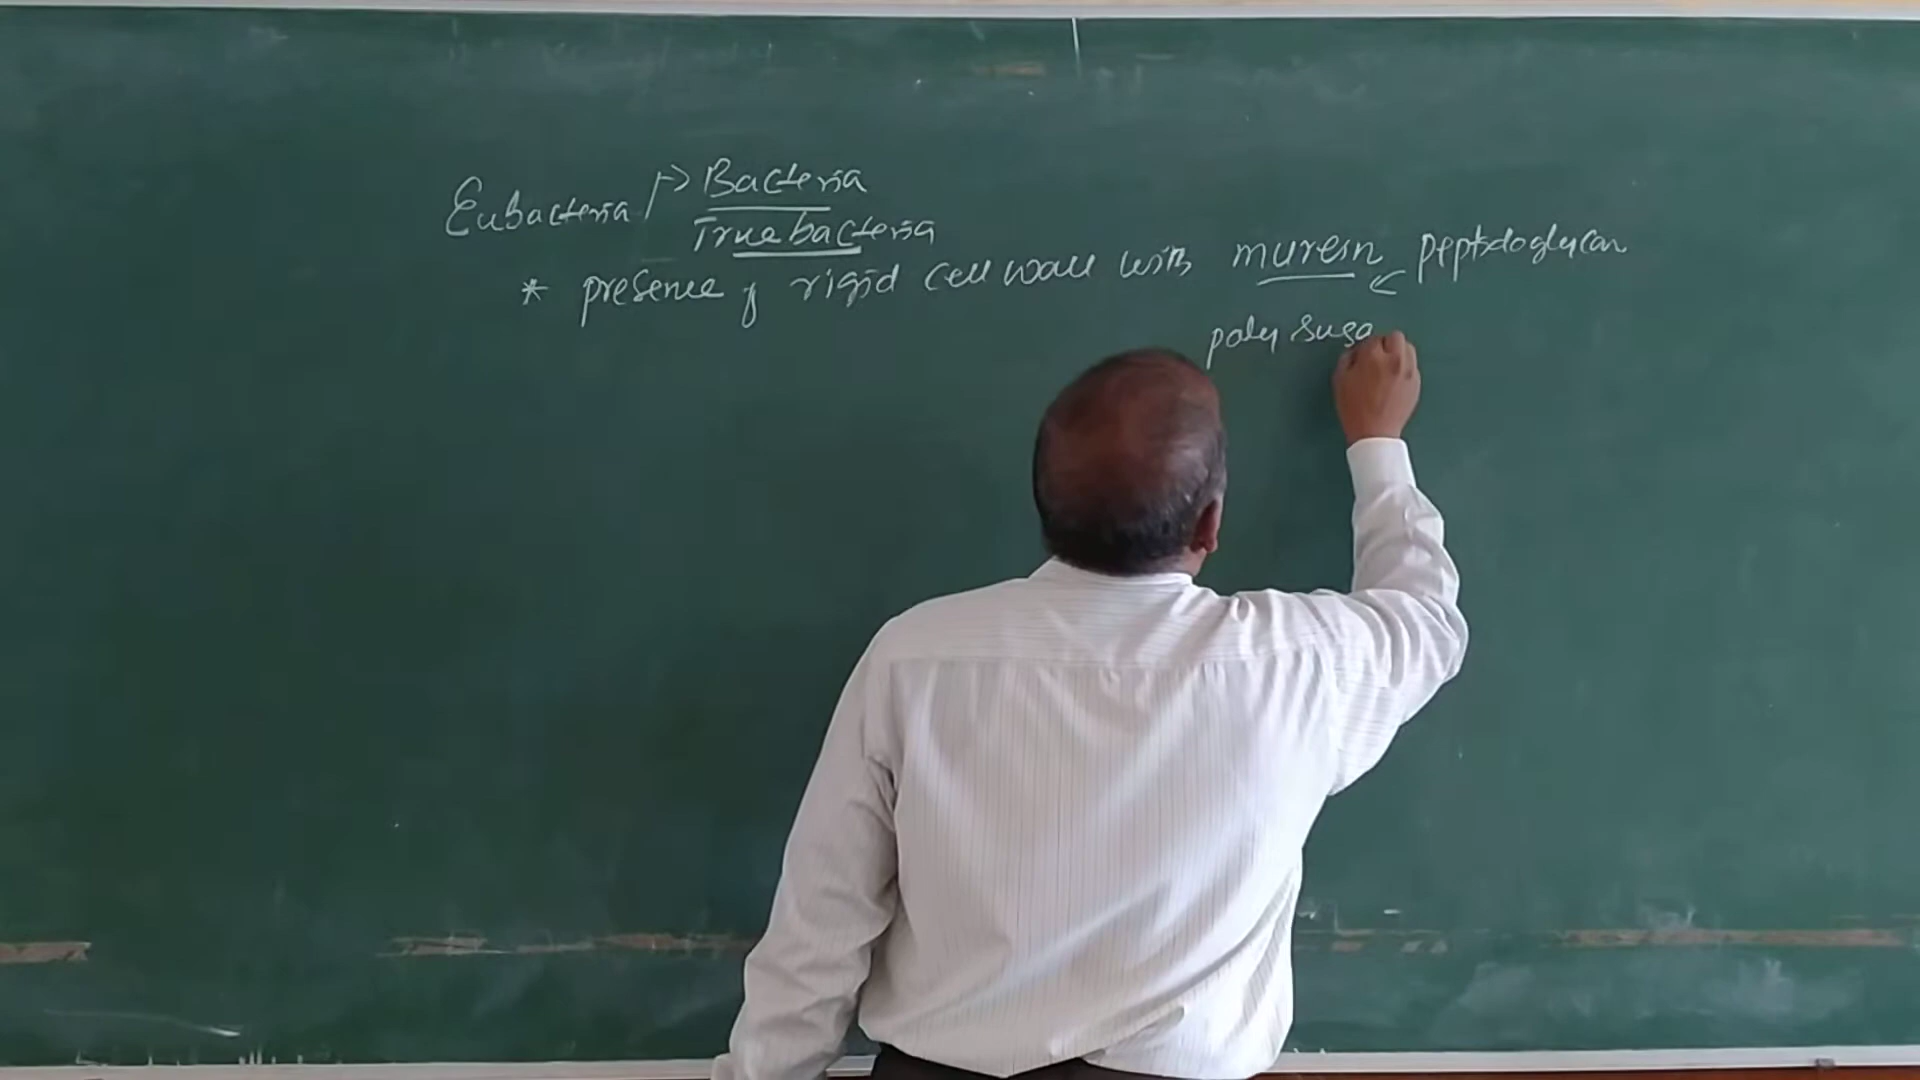 Eubacteria → Bacteria
True bacteria
* presence of rigid cell wall with murein peptidoglycan
poly suga